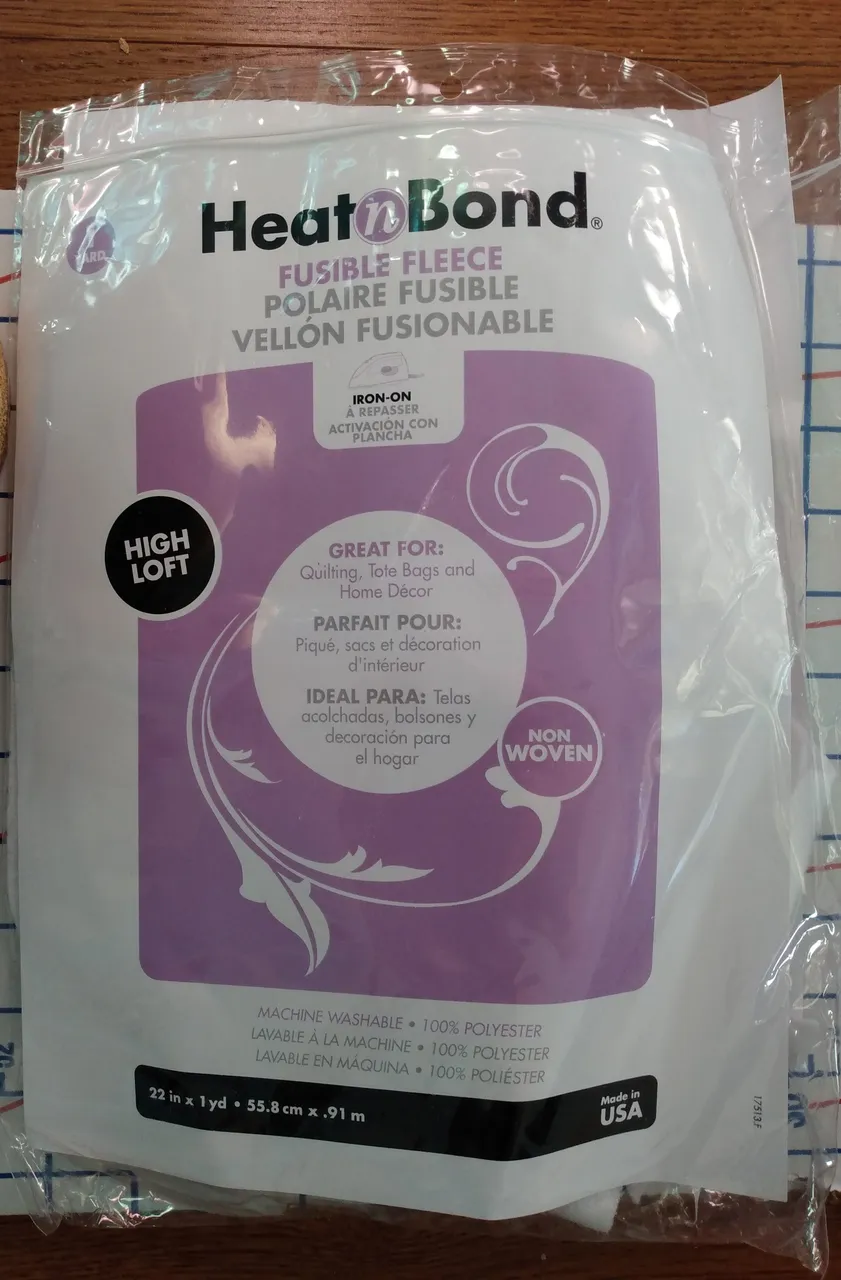 HeatnBond®
YARD
FUSIBLE FLEECE
POLAIRE FUSIBLE
VELLÓN FUSIONABLE
IRON-ON
À REPASSER
ACTIVACIÓN CON
PLANCHA
HIGH
LOFT
GREAT FOR:
Quilting, Tote Bags and
Home Décor
PARFAIT POUR:
Piqué, sacs et décoration
d'intérieur
IDEAL PARA: Telas
acolchadas, bolsones y
decoración para
el hogar
NON
WOVEN
MACHINE WASHABLE • 100% POLYESTER
LAVABLE À LA MACHINE • 100% POLYESTER
LAVABLE EN MÁQUINA • 100% POLIÉSTER
22 in x 1 yd • 55.8 cm x .91 m
Made in
USA